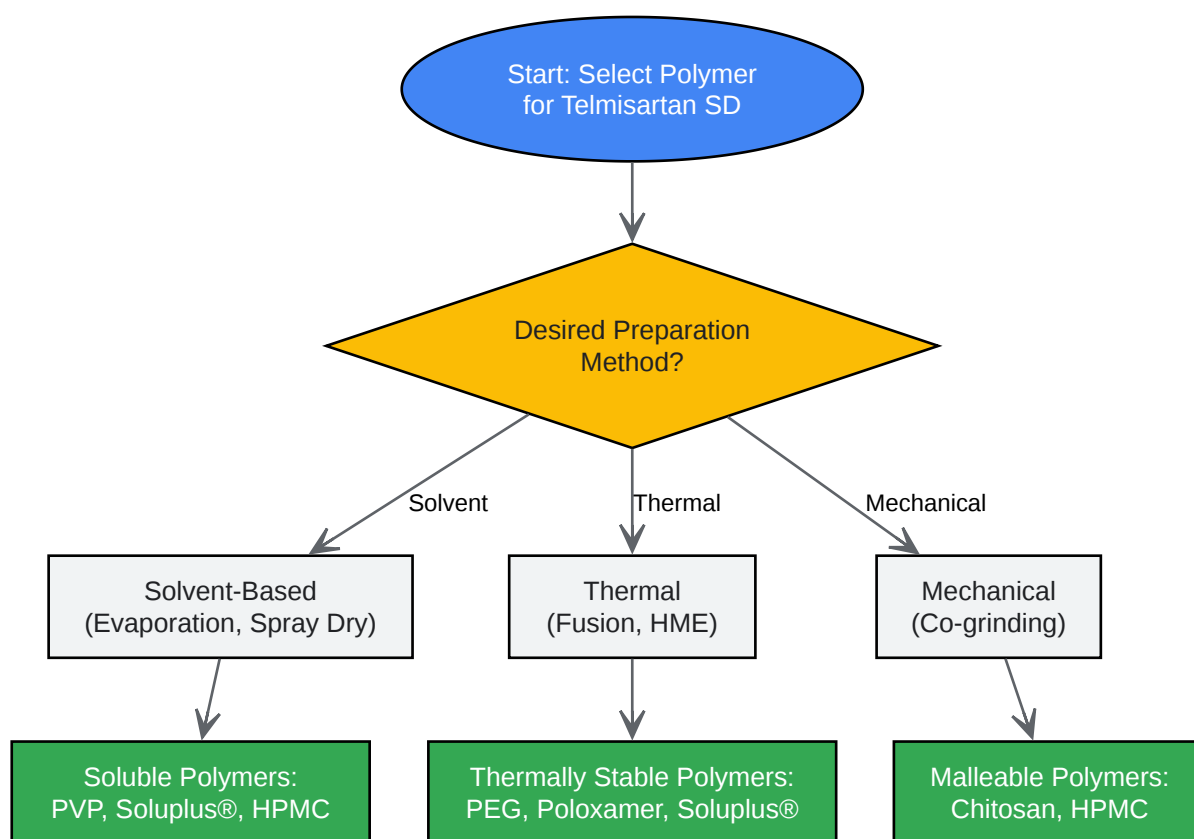 Start: Select Polymer
for Telmisartan SD
Desired Preparation
Method?
Solvent
Thermal
Mechanical
Solvent-Based
(Evaporation, Spray Dry)
Thermal
(Fusion, HME)
Mechanical
(Co-grinding)
Soluble Polymers:
PVP, Soluplus®, HPMC
Thermally Stable Polymers:
PEG, Poloxamer, Soluplus®
Malleable Polymers:
Chitosan, HPMC